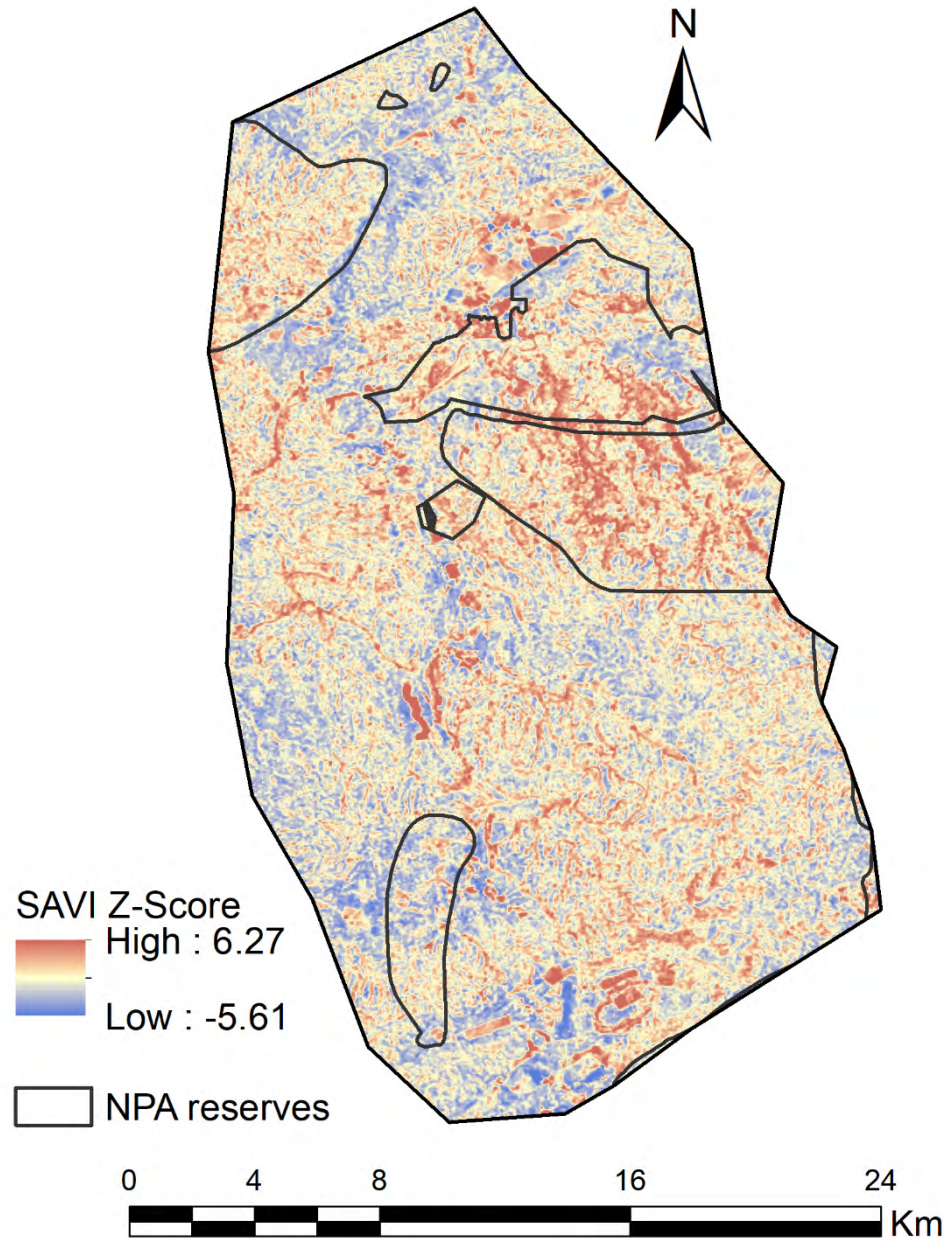 N
SAVI Z-Score
High : 6.27
Low : -5.61
NPA reserves
0 4 8 16 24
Km